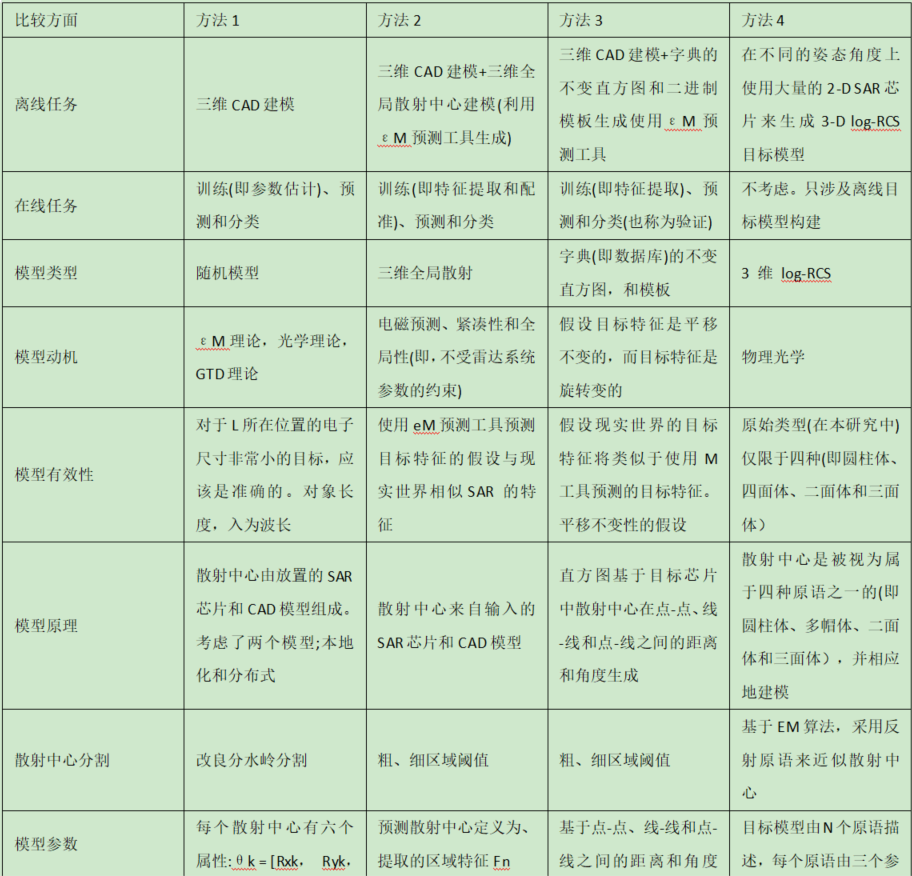 比较方面 方法 1 方法 2 方法 3 方法 4
离线任务
三维 CAD 建模
三维 CAD 建模+三维全
局散射中心建模(利用
εM 预测工具生成)
三维 CAD 建模+字典的
不变直方图和二进制
模板生成使用 εM 预
测工具
在不同的姿态角度上
使用大量的 2-D SAR 芯
片来生成 3-D log-RCS
目标模型
在线任务
训练(即参数估计)、预
测和分类
训练(即特征提取和配
准)、预测和分类
训练(即特征提取)、预
测和分类(也称为验证)
不考虑。只涉及离线目
标模型构建
模型类型
随机模型
三维全局散射
字典(即数据库)的不变
直方图，和模板
3 维 log-RCS
模型动机
εM 理论，光学理论，
GTD 理论
电磁预测、紧凑性和全
局性(即，不受雷达系统
参数的约束)
假设目标特征是平移
不变的，而目标特征是
旋转变的
物理光学
模型有效性
对于 L 所在位置的电子
尺寸非常小的目标，应
该是准确的。对象长
度，入为波长
使用 eM 预测工具预测
目标特征的假设与现
实世界相似 SAR 的特
征
假设现实世界的目标
特征将类似于使用 M
工具预测的目标特征。
平移不变性的假设
原始类型(在本研究中)
仅限于四种(即圆柱体、
四面体、二面体和三面
体）
模型原理
散射中心由放置的 SAR
芯片和 CAD 模型组成。
考虑了两个模型;本地
化和分布式
散射中心来自输入的
SAR 芯片和 CAD 模型
直方图基于目标芯片
中散射中心在点-点、线
-线和点-线之间的距离
和角度生成
散射中心是被视为属
于四种原语之一的(即
圆柱体、多帽体、二面
体和三面体），并相应
地建模
散射中心分割
改良分水岭分割
粗、细区域阈值
粗、细区域阈值
基于 EM 算法，采用反
射原语来近似散射中
心
模型参数
每个散射中心有六个
属性:θk = [Rxk， Ryk，
预测散射中心定义为、
提取的区域特征 Fn
基于点-点、线-线和点-
线之间的距离和角度
目标模型由 N 个原语描
述，每个原语由三个参